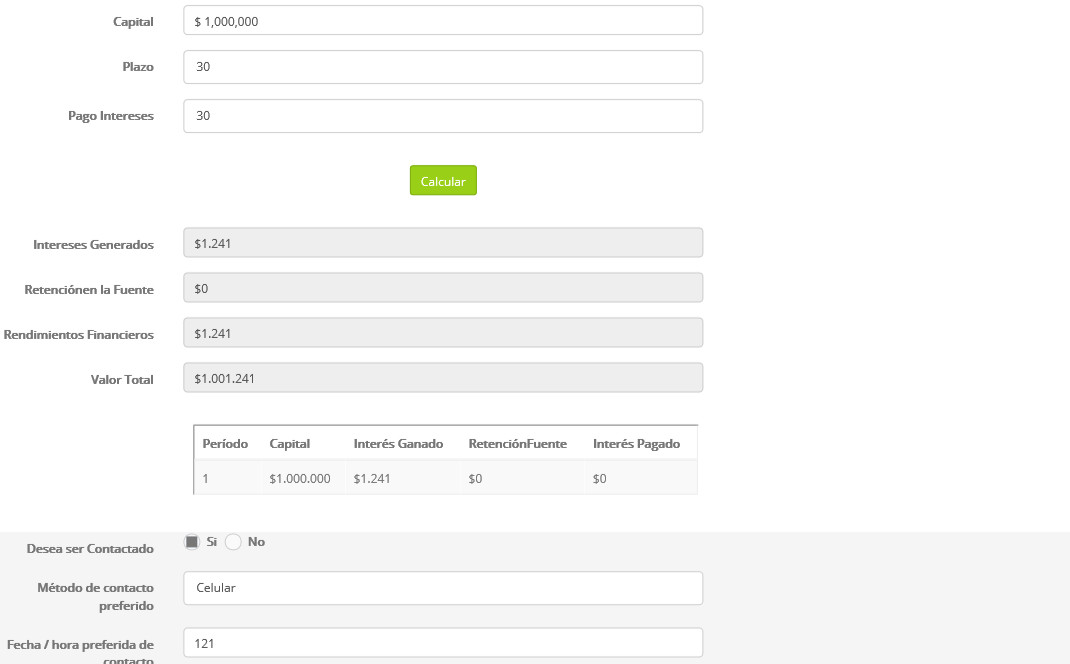 Capital $ 1,000,000
Plazo 30
Pago Intereses 30
Calcular
Intereses Generados $1.241
Retenciónen la Fuente $0
Rendimientos Financieros $1.241
Valor Total $1.001.241
Período Capital Interés Ganado RetenciónFuente Interés Pagado
1 $1.000.000 $1.241 $0 $0
Desea ser Contactado Si No
Método de contacto
preferido
Celular
Fecha / hora preferida de
contacto
121